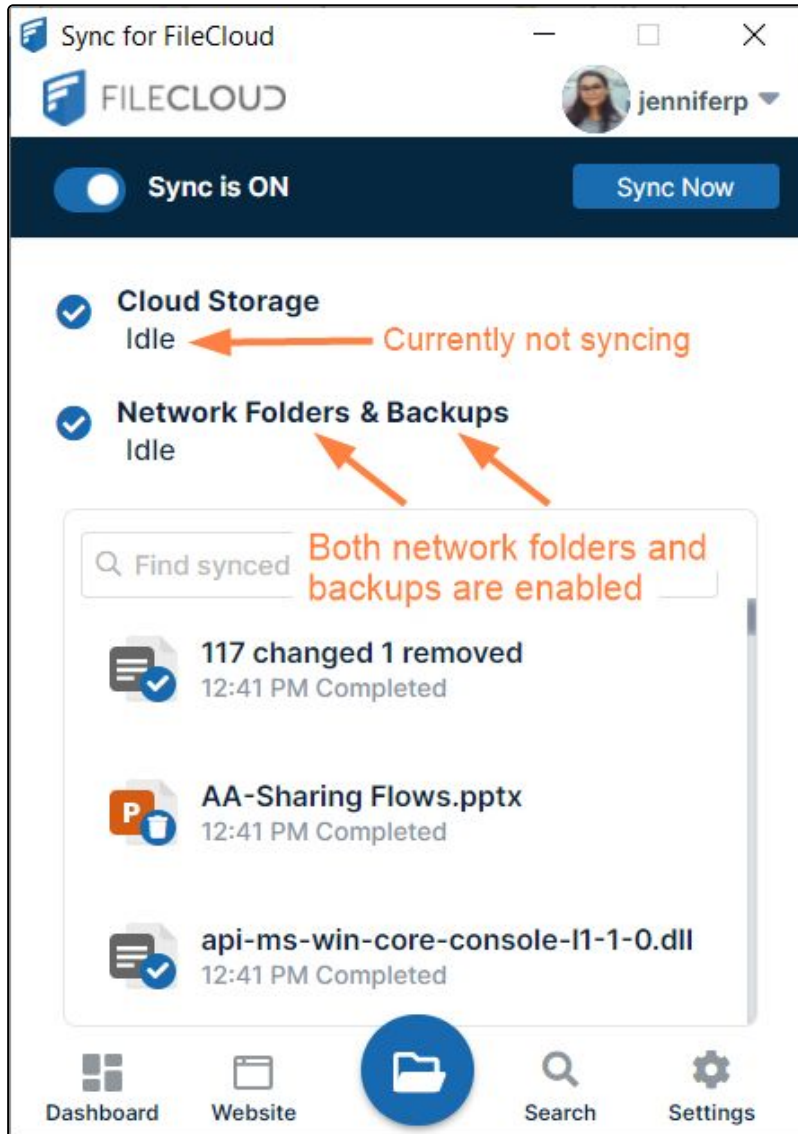 Sync for FileCloud
FILECLOUD
jenniferp
Sync is ON
Sync Now
Cloud Storage
Idle
Currently not syncing
Network Folders & Backups
Idle
Find synced
Both network folders and
backups are enabled
117 changed 1 removed
12:41 PM Completed
P
AA-Sharing Flows.pptx
12:41 PM Completed
api-ms-win-core-console-l1-1-0.dll
12:41 PM Completed
Dashboard
Website
Search
Settings